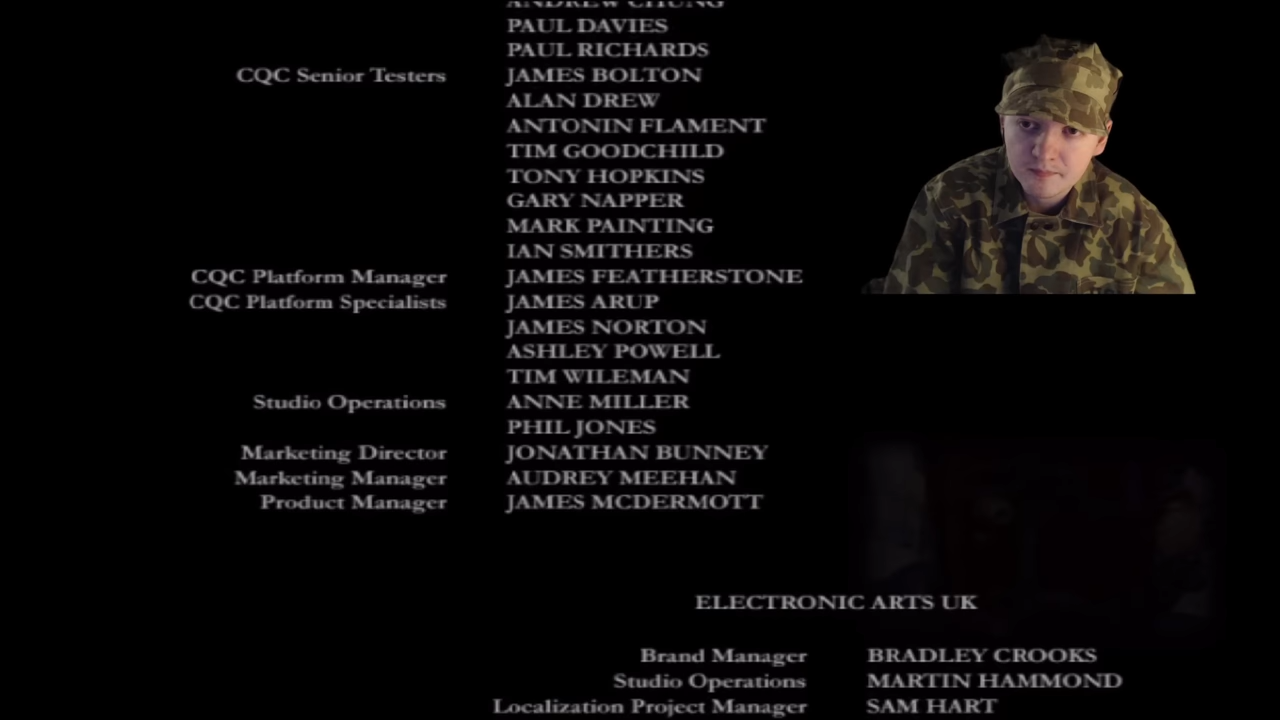 ANDREW CHUNG
PAUL DAVIES
PAUL RICHARDS
CQC Senior Testers JAMES BOLTON
ALAN DREW
ANTONIN FLAMENT
TIM GOODCHILD
TONY HOPKINS
GARY NAPPER
MARK PAINTING
IAN SMITHERS
CQC Platform Manager JAMES FEATHERSTONE
CQC Platform Specialists JAMES ARUP
JAMES NORTON
ASHLEY POWELL
TIM WILEMAN
Studio Operations ANNE MILLER
PHIL JONES
Marketing Director JONATHAN BUNNEY
Marketing Manager AUDREY MEEHAN
Product Manager JAMES MCDERMOTT
ELECTRONIC ARTS UK
Brand Manager BRADLEY CROOKS
Studio Operations MARTIN HAMMOND
Localization Project Manager SAM HART